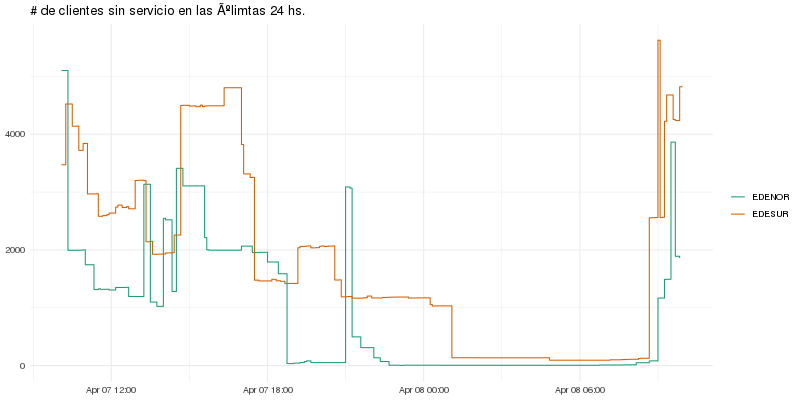 # de clientes sin servicio en las Ãºlimtas 24 hs.
4000
2000
0
Apr 07 12:00
Apr 07 18:00
Apr 08 00:00
Apr 08 06:00
EDENOR
EDESUR